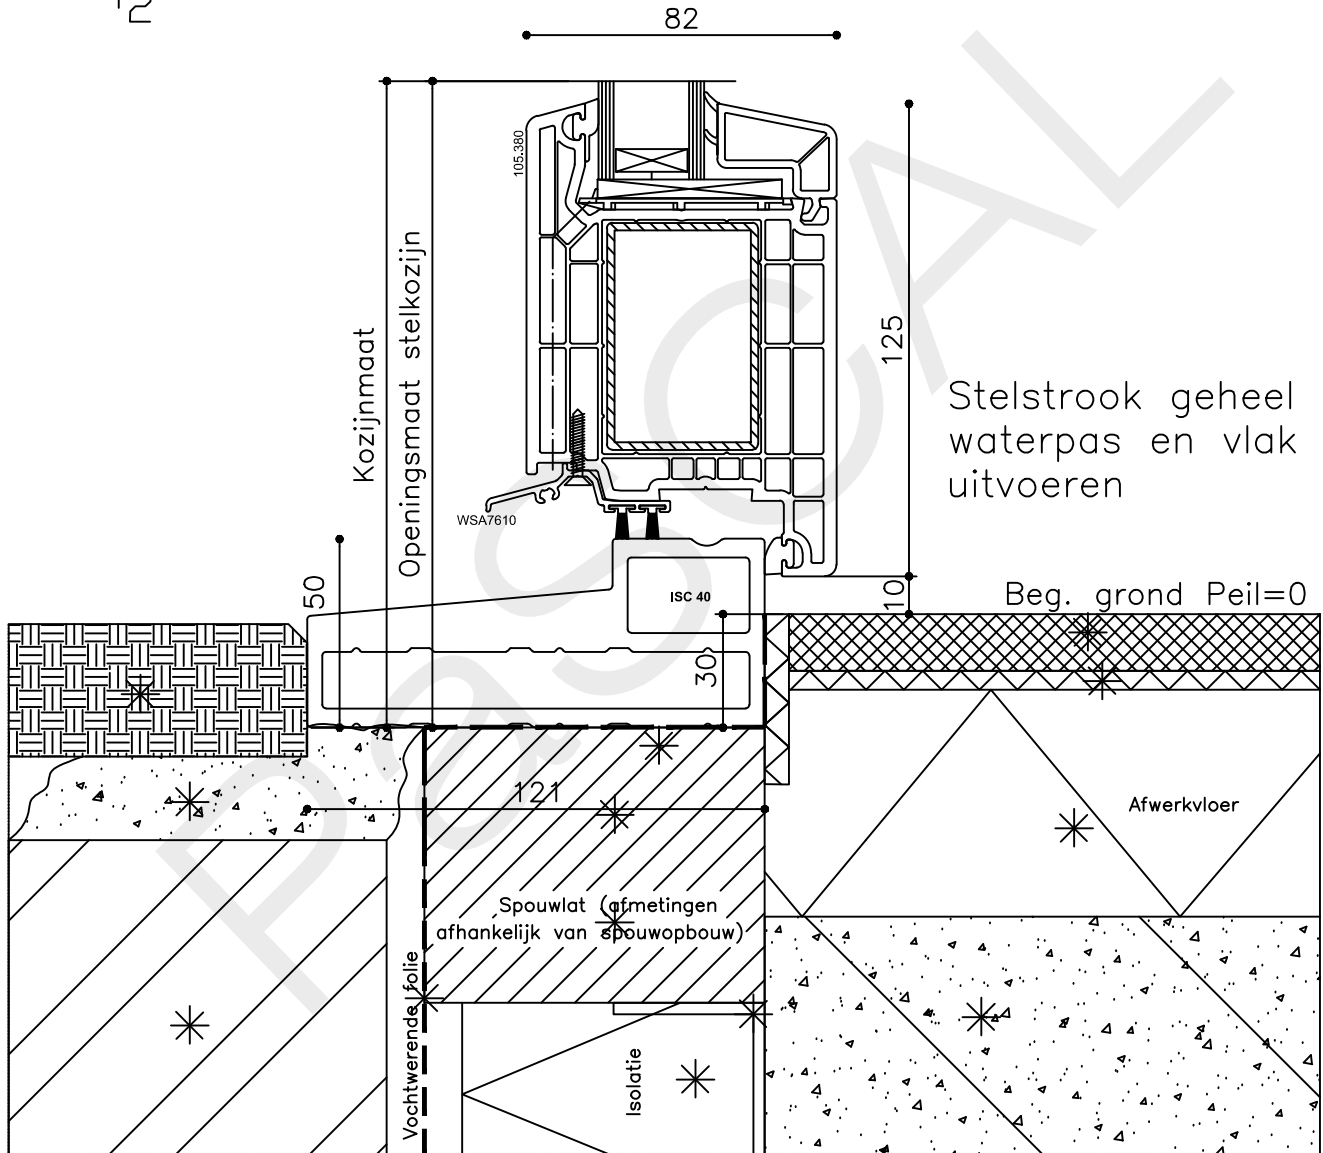 2
82
105.380
Kozijnmaat
Openingsmaat stelkozijn
125
Stelstrook geheel
waterpas en vlak
uitvoeren
WSA7610
50
ISC 40
10
Beg. grond Peil=0
30
121
Afwerkvloer
Spouwlat (afmetingen
afhankelijk van spouwopbouw)
Vochtwerende folie
Isolatie
PaSCAL